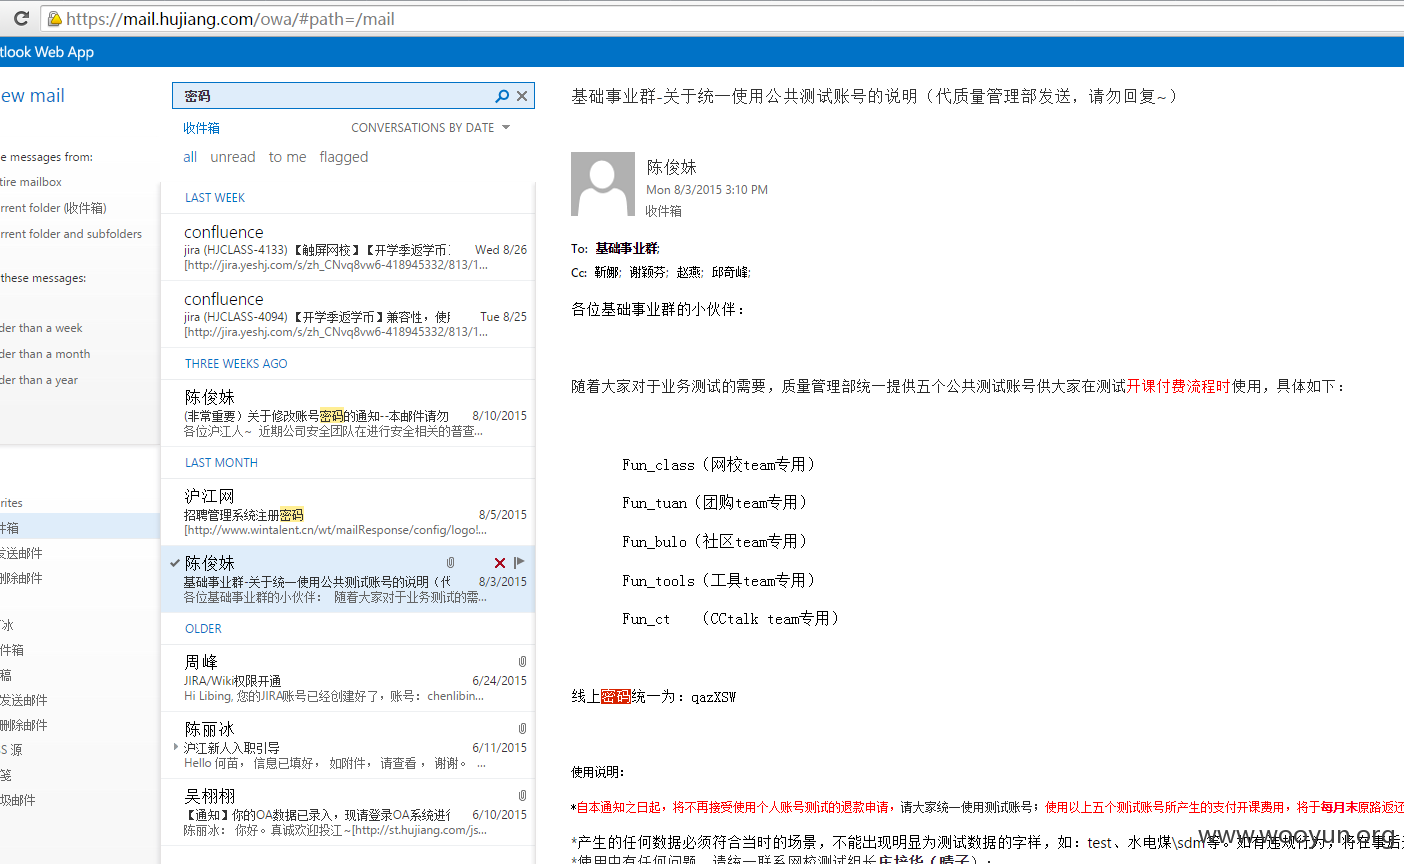 https://mail.hujiang.com/owa/#path=/mail
tlook Web App
ew mail
e messages from:
tire mailbox
rrent folder (收件箱)
rrent folder and subfolders
these messages:
der than a week
der than a month
der than a year
rites
件箱
发送邮件
删除邮件
冰
件箱
稿
发送邮件
删除邮件
S 源
笺
圾邮件
密码
收件箱
CONVERSATIONS BY DATE
all unread to me flagged
LAST WEEK
confluence
jira (HJCLASS-4133) 【触屏网校】【开学季返学币】 Wed 8/26
[http://jira.yeshj.com/s/zh_CNvq8vw6-418945332/813/1...
confluence
jira (HJCLASS-4094) 【开学季返学币】兼容性，使用 Tue 8/25
[http://jira.yeshj.com/s/zh_CNvq8vw6-418945332/813/1...
THREE WEEKS AGO
陈俊妹
(非常重要）关于修改账号密码的通知--本邮件请勿 8/10/2015
各位沪江人~ 近期公司安全团队在进行安全相关的普查...
LAST MONTH
沪江网
招聘管理系统注册密码 8/5/2015
[http://www.wintalent.cn/wt/mailResponse/config/logo!...
陈俊妹
基础事业群-关于统一使用公共测试账号的说明（代 8/3/2015
各位基础事业群的小伙伴： 随着大家对于业务测试的需...
OLDER
周峰
JIRA/Wiki权限开通 6/24/2015
Hi Libing, 您的JIRA账号已经创建好了，账号：chenlibin...
陈丽冰
沪江新人入职引导 6/11/2015
Hello 何苗， 信息已填好， 如附件， 请查看 ， 谢谢。 ...
吴栩栩
【通知】你的OA数据已录入，现请登录OA系统进行 6/10/2015
陈丽冰： 你好。真诚欢迎投江~[http://st.hujiang.com/js...
基础事业群-关于统一使用公共测试账号的说明（代质量管理部发送，请勿回复~）
陈俊妹
Mon 8/3/2015 3:10 PM
收件箱
To: 基础事业群;
Cc: 靳娜; 谢颖芬; 赵燕; 邱奇峰;
各位基础事业群的小伙伴：
随着大家对于业务测试的需要，质量管理部统一提供五个公共测试账号供大家在测试开课付费流程时使用，具体如下：
Fun_class（网校team专用）
Fun_tuan（团购team专用）
Fun_bulo（社区team专用）
Fun_tools（工具team专用）
Fun_ct （CCtalk team专用）
线上密码统一为：qazXSW
使用说明：
*自本通知之日起，将不再接受使用个人账号测试的退款申请，请大家统一使用测试账号；使用以上五个测试账号所产生的支付开课费用，将于每月末原路返还
*产生的任何数据必须符合当时的场景，不能出现明显为测试数据的字样，如：test、水电煤\sdm等。如有违规行为，将在事后
*使用中有任何问题，请统一联系网校测试组长庄培华（晴子）；
www.wooyun.org